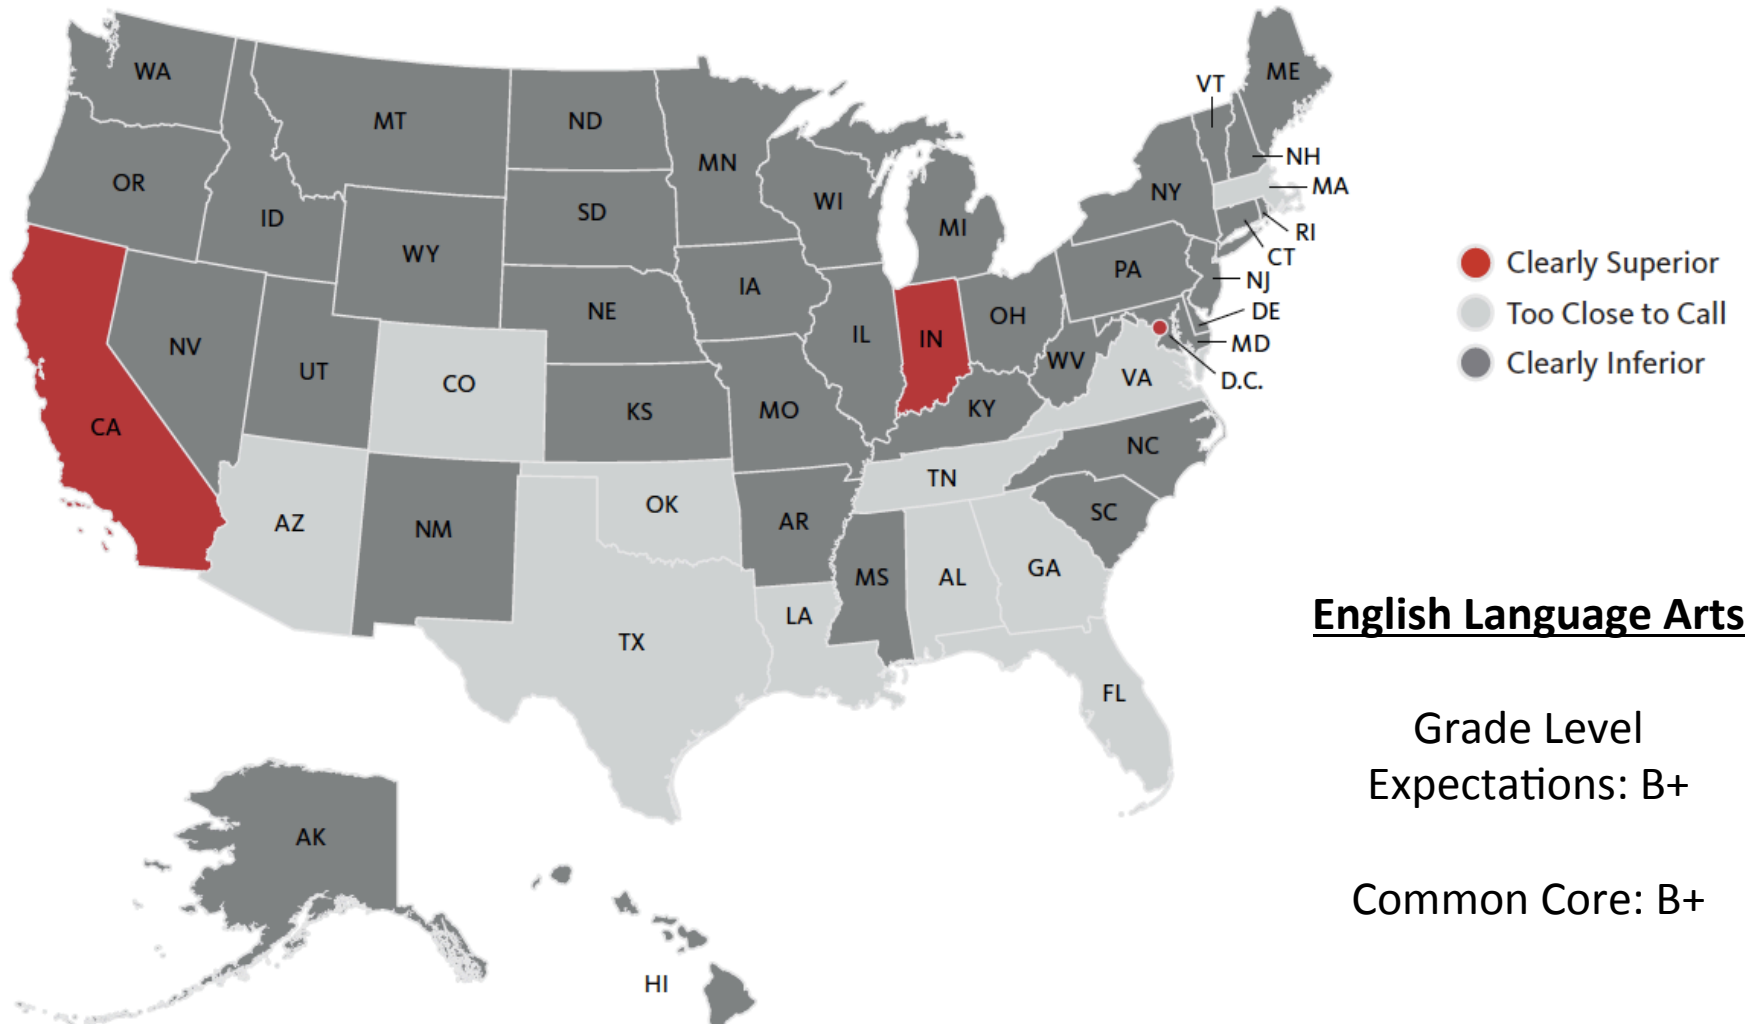 WA
MT
ND
MN
VT
ME
OR
ID
SD
WI
MI
NY
NH
MA
WY
RI
CT
IA
PA
NJ
NE
DE
Clearly Superior
NV
UT
CO
IL
IN
OH
WV
VA
MD
D.C.
Too Close to Call
Clearly Inferior
CA
KS
MO
KY
NC
TN
AZ
NM
OK
AR
SC
MS
AL
GA
LA
TX
FL
English Language Arts
Grade Level
Expectations: B+
Common Core: B+
AK
HI